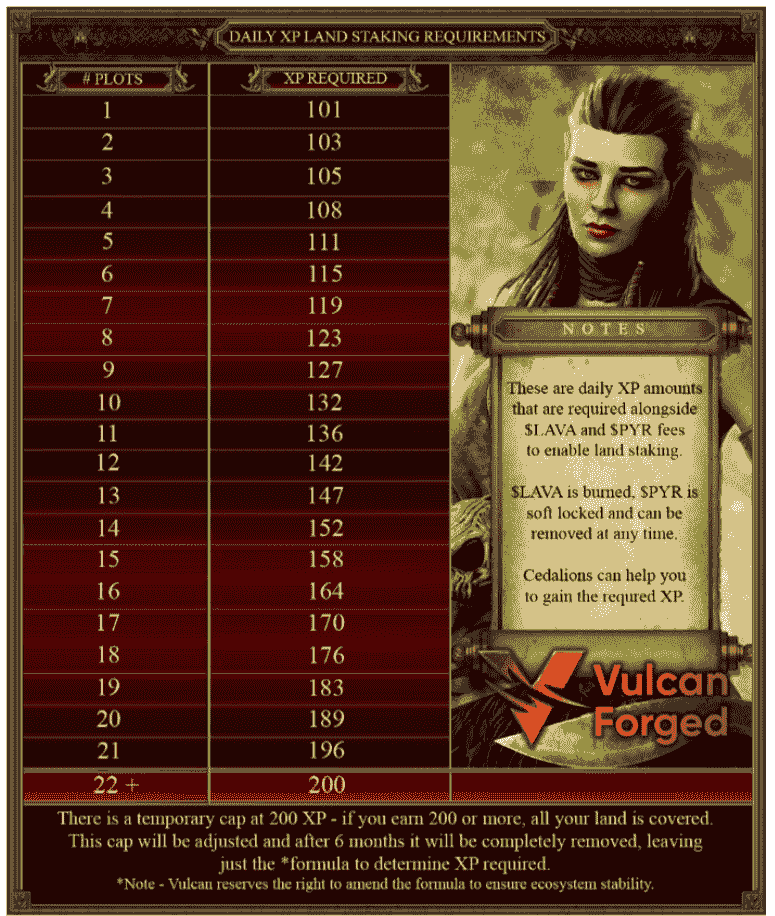 DAILY XP LAND STAKING REQUIREMENTS
# PLOTS XP REQUIRED
1 101
2 103
3 105
4 108
5 111
6 115
7 119
8 123
9 127
10 132
11 136
12 142
13 147
14 152
15 158
16 164
17 170
18 176
19 183
20 189
21 196
22 + 200
NOTES
These are daily XP amounts
that are required alongside
$LAVA and $PYR fees
to enable land staking.
$LAVA is burned, $PYR is
soft locked and can be
removed at any time.
Cedalions can help you
to gain the requred XP.
Vulcan
Forged
There is a temporary cap at 200 XP - if you earn 200 or more, all your land is covered.
This cap will be adjusted and after 6 months it will be completely removed, leaving
just the *formula to determine XP required.
*Note - Vulcan reserves the right to amend the formula to ensure ecosystem stability.